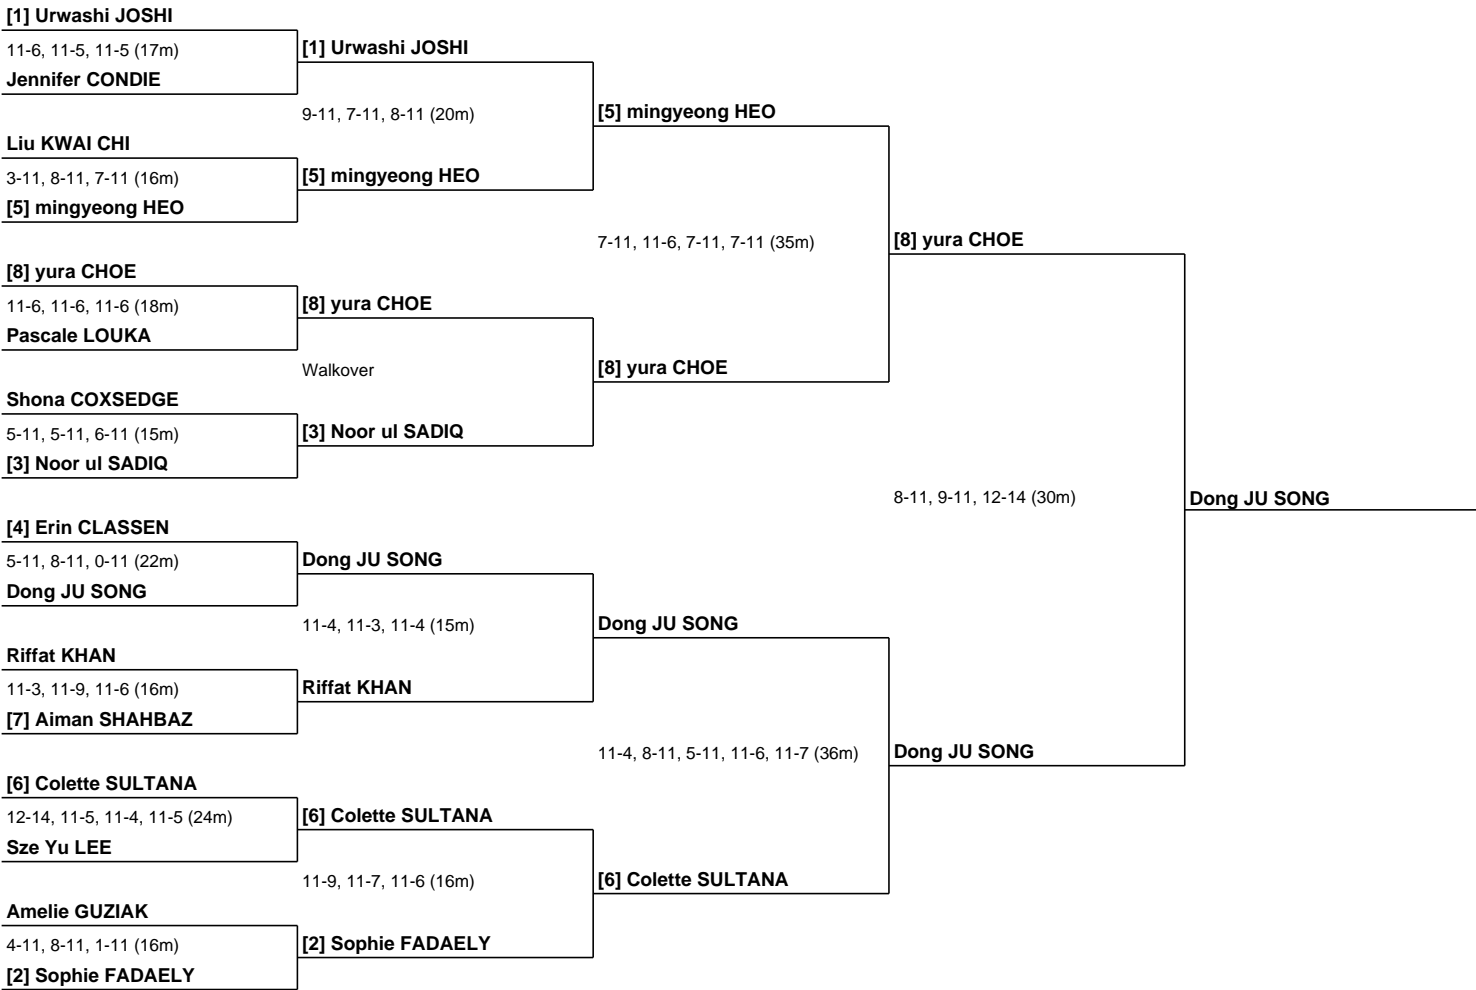 [1] Urwashi JOSHI
11-6, 11-5, 11-5 (17m)
Jennifer CONDIE
Liu KWAI CHI
3-11, 8-11, 7-11 (16m)
[5] mingyeong HEO
[8] yura CHOE
11-6, 11-6, 11-6 (18m)
Pascale LOUKA
Shona COXSEDGE
5-11, 5-11, 6-11 (15m)
[3] Noor ul SADIQ
[4] Erin CLASSEN
5-11, 8-11, 0-11 (22m)
Dong JU SONG
Riffat KHAN
11-3, 11-9, 11-6 (16m)
[7] Aiman SHAHBAZ
[6] Colette SULTANA
12-14, 11-5, 11-4, 11-5 (24m)
Sze Yu LEE
Amelie GUZIAK
4-11, 8-11, 1-11 (16m)
[2] Sophie FADAELY
[1] Urwashi JOSHI
9-11, 7-11, 8-11 (20m)
[5] mingyeong HEO
[8] yura CHOE
Walkover
[3] Noor ul SADIQ
Dong JU SONG
11-4, 11-3, 11-4 (15m)
Riffat KHAN
[6] Colette SULTANA
11-9, 11-7, 11-6 (16m)
[2] Sophie FADAELY
[5] mingyeong HEO
7-11, 11-6, 7-11, 7-11 (35m)
[8] yura CHOE
Dong JU SONG
11-4, 8-11, 5-11, 11-6, 11-7 (36m)
[6] Colette SULTANA
[8] yura CHOE
8-11, 9-11, 12-14 (30m)
Dong JU SONG
Dong JU SONG